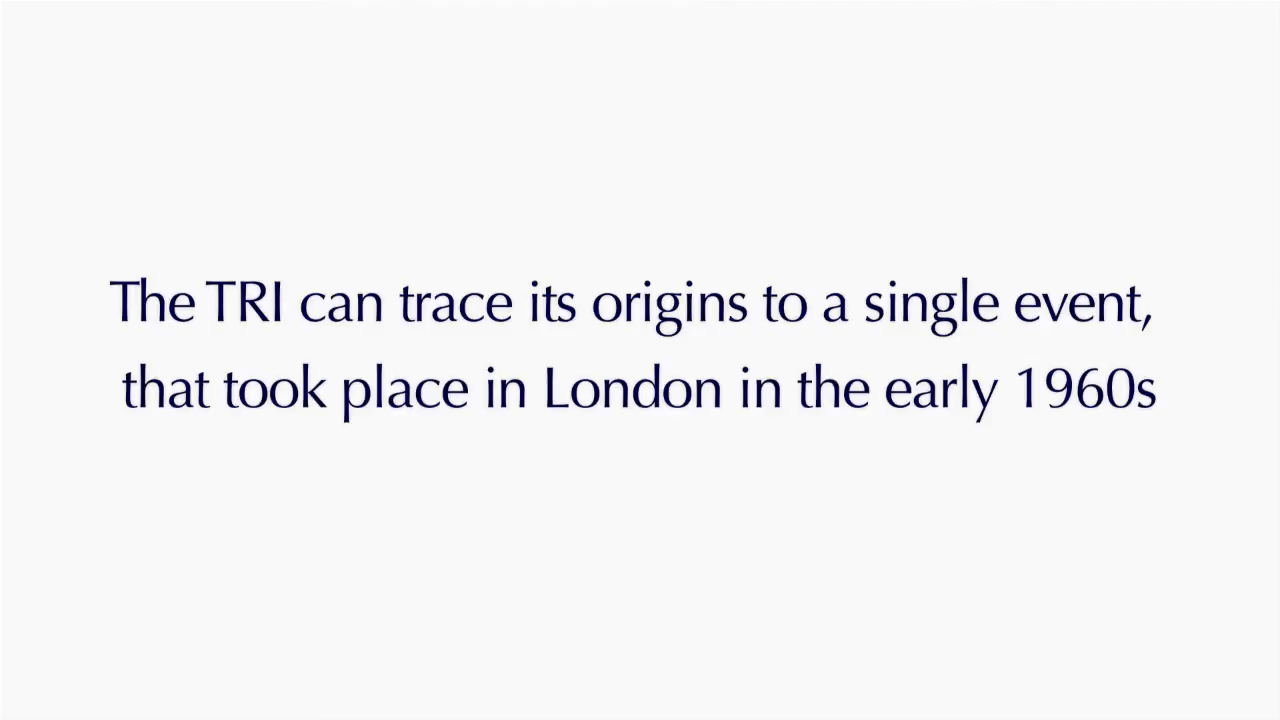 The TRI can trace its origins to a single event,
that took place in London in the early 1960s